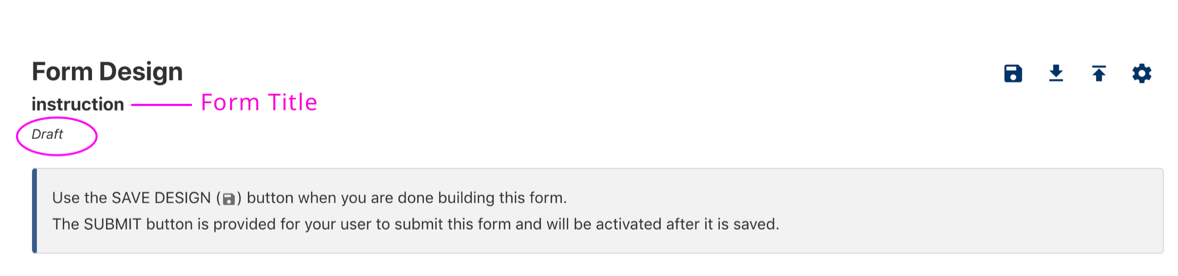 Form Design
instruction Form Title
Draft
Use the SAVE DESIGN () button when you are done building this form.
The SUBMIT button is provided for your user to submit this form and will be activated after it is saved.